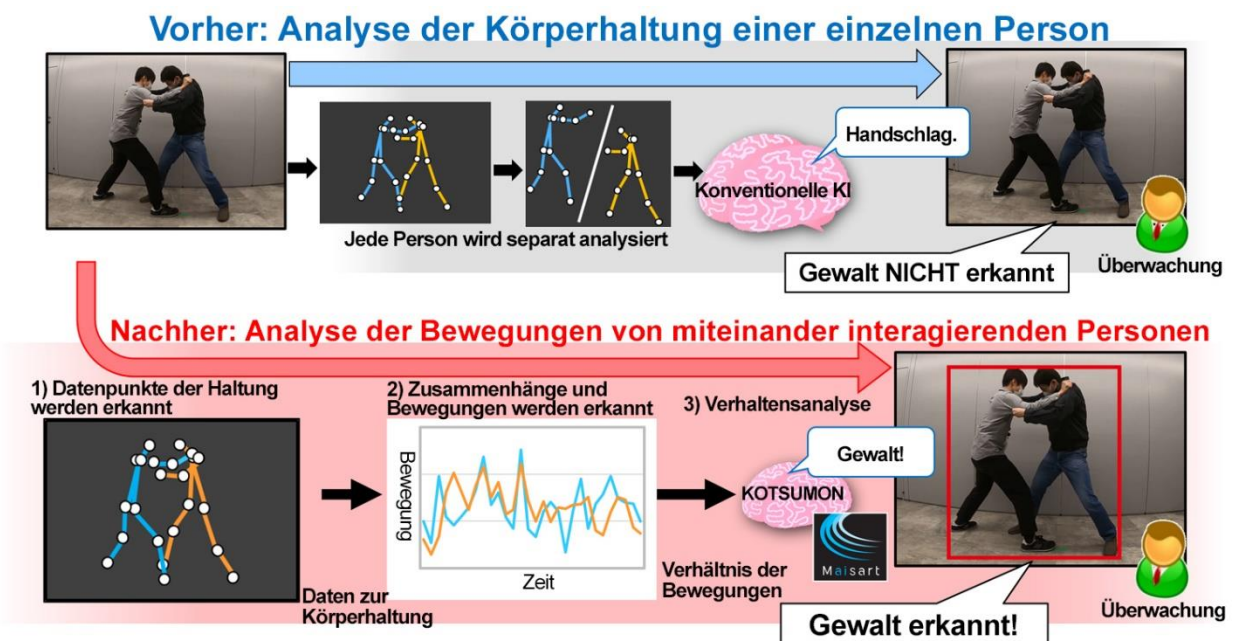 Vorher: Analyse der Körperhaltung einer einzelnen Person
Handschlag.
Konventionelle KI
Jede Person wird separat analysiert
Gewalt NICHT erkannt
Überwachung
Nachher: Analyse der Bewegungen von miteinander interagierenden Personen
1) Datenpunkte der Haltung
werden erkannt
2) Zusammenhänge und
Bewegungen werden erkannt
3) Verhaltensanalyse
Bewegung
Zeit
Gewalt!
KOTSUMON
Maisart
Daten zur
Körperhaltung
Verhältnis der
Bewegungen
Gewalt erkannt!
Überwachung